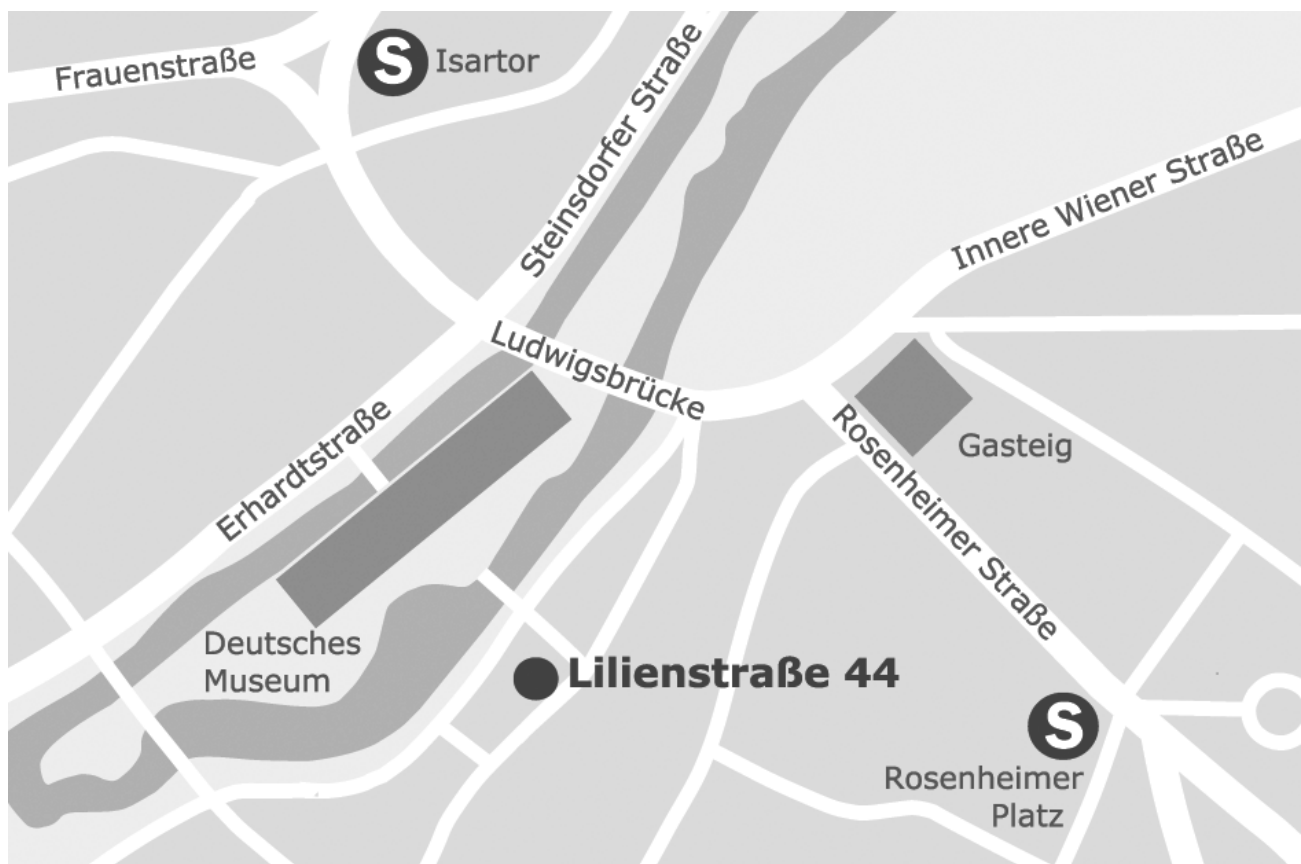 Frauenstraße
S Isartor
Steinsdorfer Straße
Innere Wiener Straße
Ludwigsbrücke
Erhardtstraße
Rosenheimer Straße
Gasteig
Deutsches
Museum
Lilienstraße 44
S
Rosenheimer
Platz